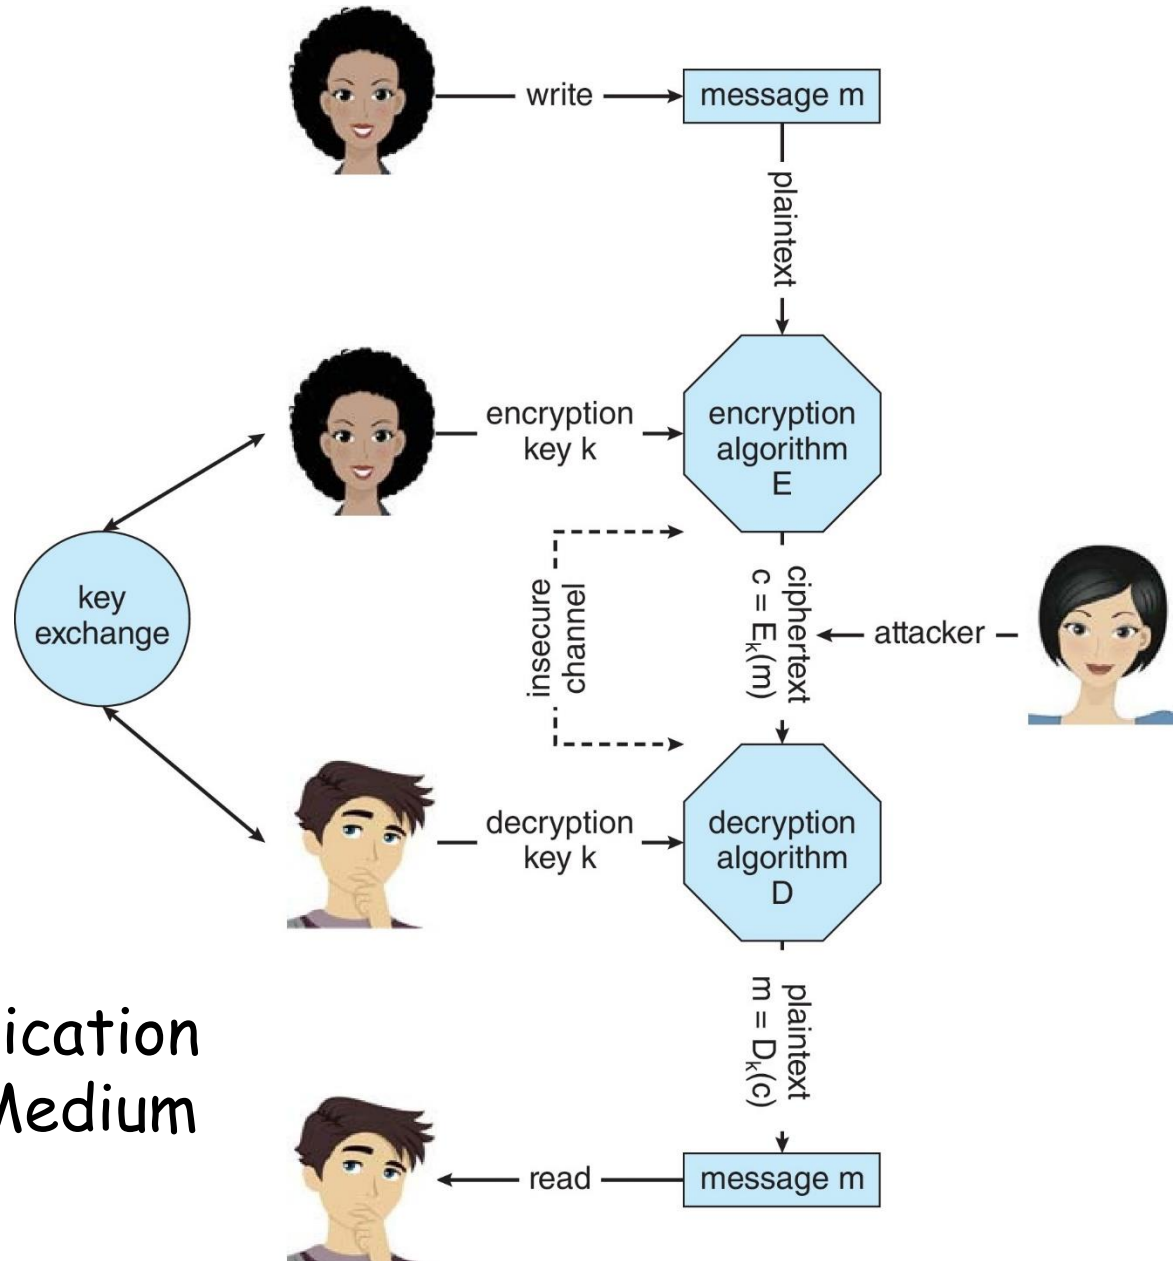 write
message m
plaintext
encryption
key k
encryption
algorithm
E
key
exchange
insecure
channel
ciphertext
c = Eₖ(m)
attacker
decryption
key k
decryption
algorithm
D
plaintext
m = Dₖ(c)
ication
Medium
read
message m